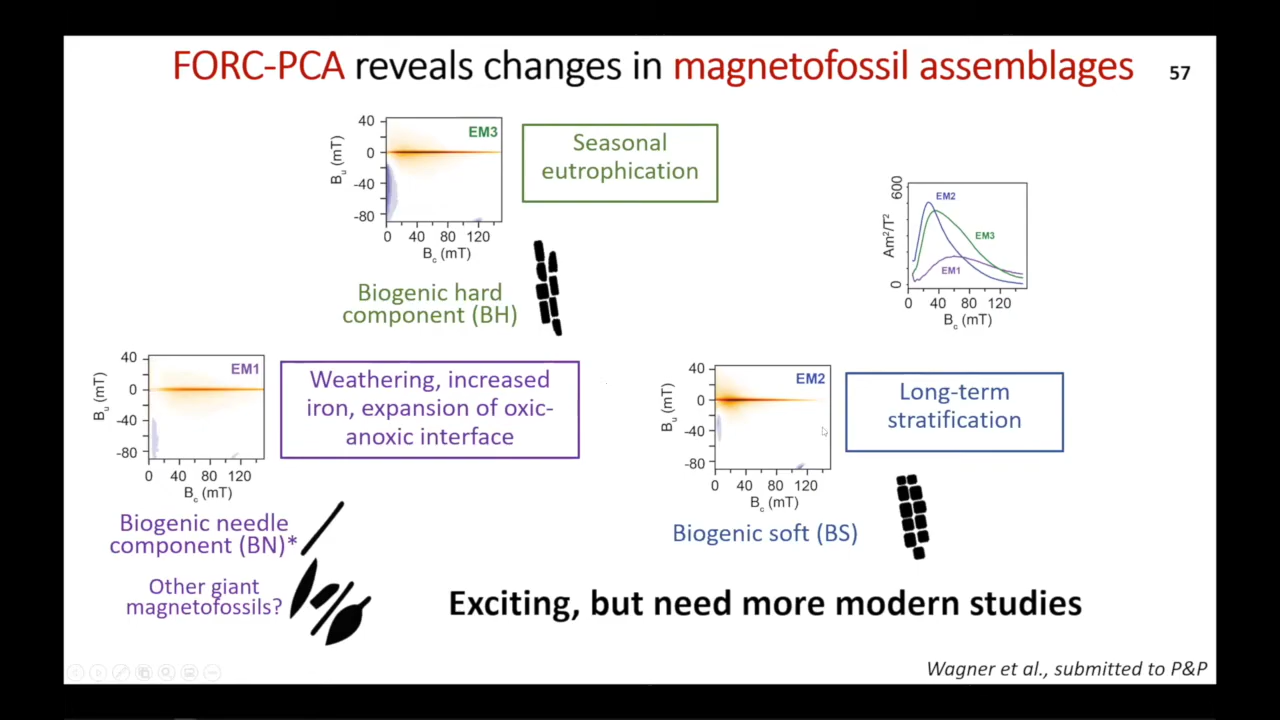 FORC-PCA reveals changes in magnetofossil assemblages
57
40
0
-40
-80
B_u (mT)
EM3
0 40 80 120
B_c (mT)
Seasonal
eutrophication
Biogenic hard
component (BH)
600
0
Am²/T²
EM2
EM3
EM1
0 40 80 120
B_c (mT)
40
0
-40
-80
B_u (mT)
EM1
0 40 80 120
B_c (mT)
Weathering, increased
iron, expansion of oxic-
anoxic interface
Biogenic needle
component (BN)*
Other giant
magnetofossils?
40
0
-40
-80
B_u (mT)
EM2
0 40 80 120
B_c (mT)
Long-term
stratification
Biogenic soft (BS)
Exciting, but need more modern studies
Wagner et al., submitted to P&P